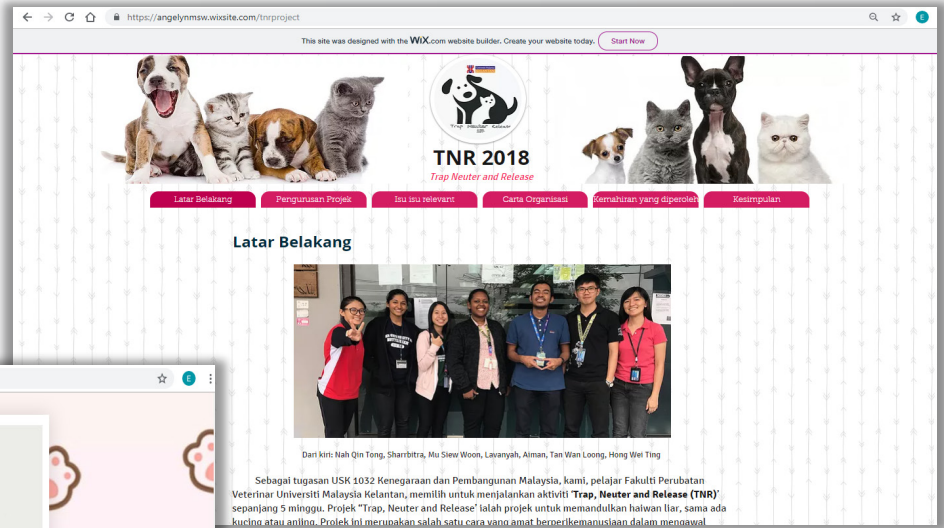 https://angelynmsw.wixsite.com/tnrproject
E
This site was designed with the WiX.com website builder. Create your website today. Start Now
Trap Neuter Release
TNR 2018
Trap Neuter and Release
Latar Belakang Pengurusan Projek Isu isu relevant Carta Organisasi Kemahiran yang diperoleh Kesimpulan
Latar Belakang
Dari kiri: Nah Qin Tong, Sharrbitra, Mu Siew Woon, Lavanyah, Aiman, Tan Wan Loong, Hong Wei Ting
Sebagai tugasan USK 1032 Kenegaraan dan Pembangunan Malaysia, kami, pelajar Fakulti Perubatan
Veterinar Universiti Malaysia Kelantan, memilih untuk menjalankan aktiviti 'Trap, Neuter and Release (TNR)'
sepanjang 5 minggu. Projek "Trap, Neuter and Release' ialah projek untuk memandulkan haiwan liar, sama ada
kucing atau anjing. Projek ini merupakan salah satu cara yang amat berperikemanusiaan dalam mengawal
E